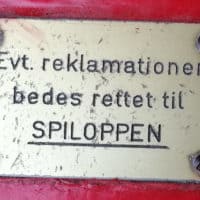 Evt. reklamationer
bedes rettet til
SPILOPPEN